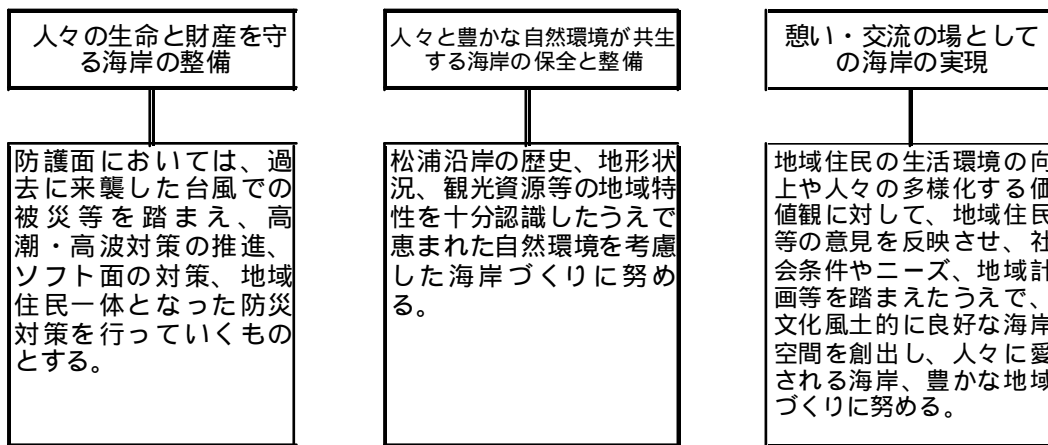 人々の生命と財産を守
る海岸の整備
防護面においては、過
去に来襲した台風での
被災等を踏まえ、高
潮・高波対策の推進、
ソフト面の対策、地域
住民一体となった防災
対策を行っていくもの
とする。
人々と豊かな自然環境が共生
する海岸の保全と整備
松浦沿岸の歴史、地形状
況、観光資源等の地域特
性を十分認識したうえで
恵まれた自然環境を考慮
した海岸づくりに努め
る。
憩い・交流の場として
の海岸の実現
地域住民の生活環境の向
上や人々の多様化する価
値観に対して、地域住民
等の意見を反映させ、社
会条件やニーズ、地域計
画等を踏まえたうえで、
文化風土的に良好な海岸
空間を創出し、人々に愛
される海岸、豊かな地域
づくりに努める。